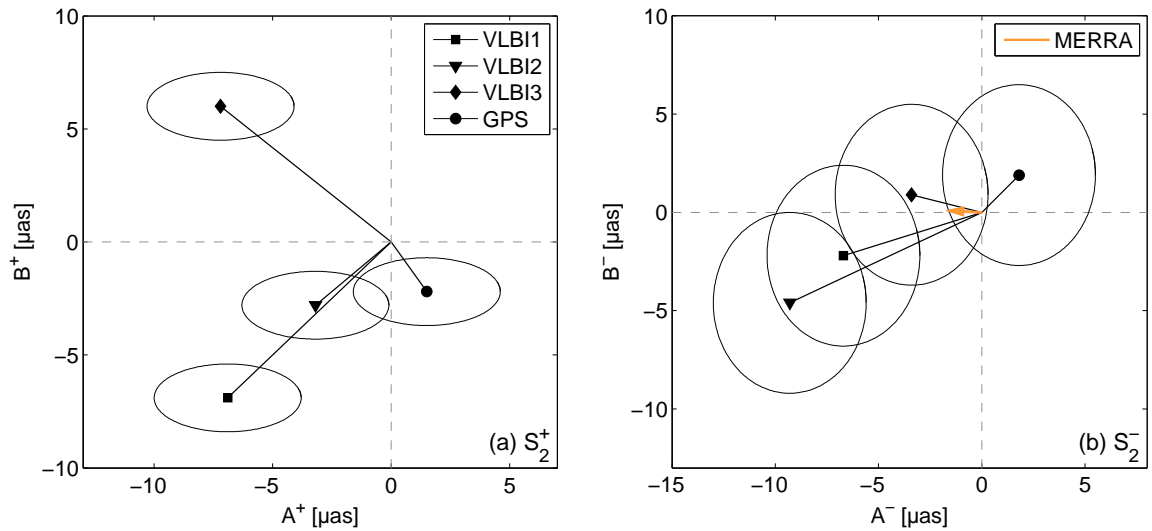 10
5
0
−5
−10
−10
−5
0
5
B⁺ [µas]
A⁺ [µas]
VLBI1
VLBI2
VLBI3
GPS
(a) S₂⁺
10
5
0
−5
−10
−15
−10
−5
0
5
B⁻ [µas]
A⁻ [µas]
MERRA
(b) S₂⁻